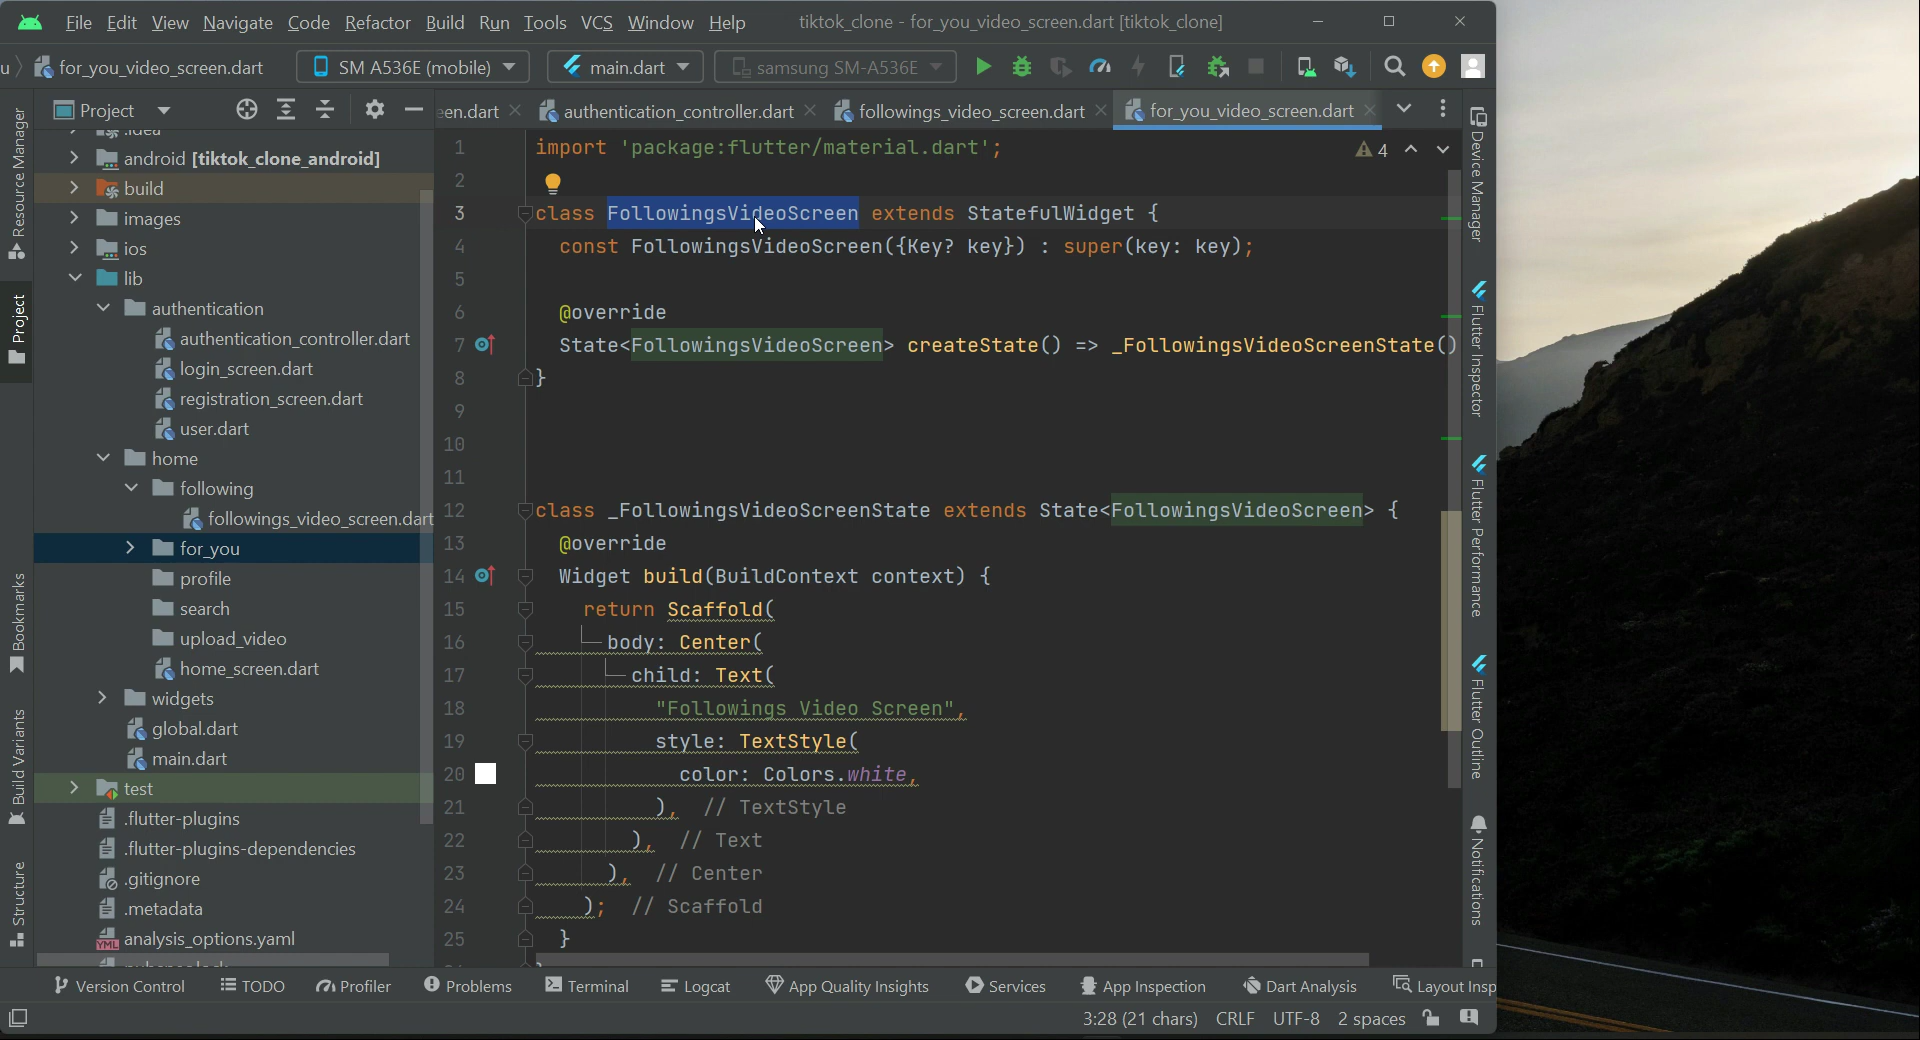 File Edit View Navigate Code Refactor Build Run Tools VCS Window Help tiktok_clone - for_you_video_screen.dart [tiktok_clone]
u for_you_video_screen.dart SM A536E (mobile) main.dart samsung SM-A536E
Project een.dart authentication_controller.dart followings_video_screen.dart for_you_video_screen.dart
.idea
android [tiktok_clone_android]
build
images
ios
lib
authentication
authentication_controller.dart
login_screen.dart
registration_screen.dart
user.dart
home
following
followings_video_screen.dart
for_you
profile
search
upload_video
home_screen.dart
widgets
global.dart
main.dart
test
.flutter-plugins
.flutter-plugins-dependencies
.gitignore
.metadata
YML analysis_options.yaml
4
1 import 'package:flutter/material.dart';
2
3 class FollowingsVideoScreen extends StatefulWidget {
4 const FollowingsVideoScreen({Key? key}) : super(key: key);
5
6 @override
7 State<FollowingsVideoScreen> createState() => _FollowingsVideoScreenState()
8 }
9
10
11
12 class _FollowingsVideoScreenState extends State<FollowingsVideoScreen> {
13 @override
14 Widget build(BuildContext context) {
15 return Scaffold(
16 body: Center(
17 child: Text(
18 "Followings Video Screen",
19 style: TextStyle(
20 color: Colors.white,
21 ), // TextStyle
22 ), // Text
23 ), // Center
24 ); // Scaffold
25 }
Resource Manager
Project
Bookmarks
Build Variants
Structure
Device Manager
Flutter Inspector
Flutter Performance
Flutter Outline
Notifications
Version Control TODO Profiler Problems Terminal Logcat App Quality Insights Services App Inspection Dart Analysis Layout Insp
3:28 (21 chars) CRLF UTF-8 2 spaces